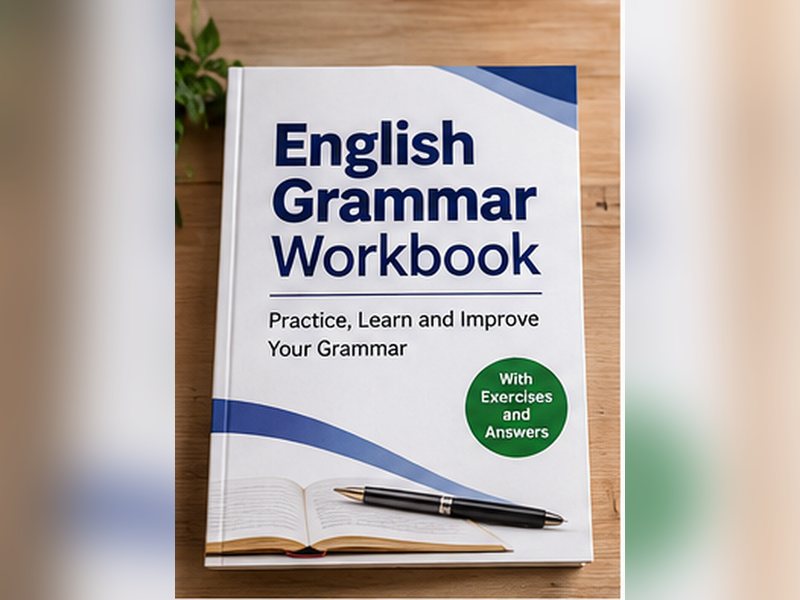 English
Grammar
Workbook
Practice, Learn and Improve
Your Grammar
With
Exercises
and
Answers